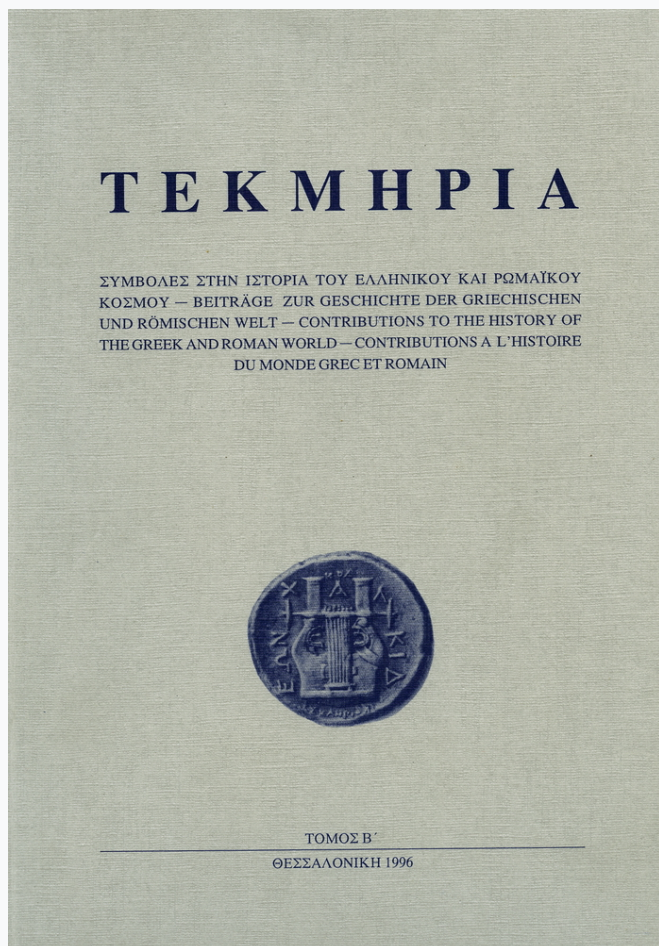 ΤΕΚΜΗΡΙΑ
ΣΥΜΒΟΛΕΣ ΣΤΗΝ ΙΣΤΟΡΙΑ ΤΟΥ ΕΛΛΗΝΙΚΟΥ ΚΑΙ ΡΩΜΑΪΚΟΥ
ΚΟΣΜΟΥ — BEITRÄGE ZUR GESCHICHTE DER GRIECHISCHEN
UND RÖMISCHEN WELT — CONTRIBUTIONS TO THE HISTORY OF
THE GREEK AND ROMAN WORLD — CONTRIBUTIONS A L'HISTOIRE
DU MONDE GREC ET ROMAIN
ΧΑΛΚΙΔΕΩΝ
ΤΟΜΟΣ Β΄
ΘΕΣΣΑΛΟΝΙΚΗ 1996